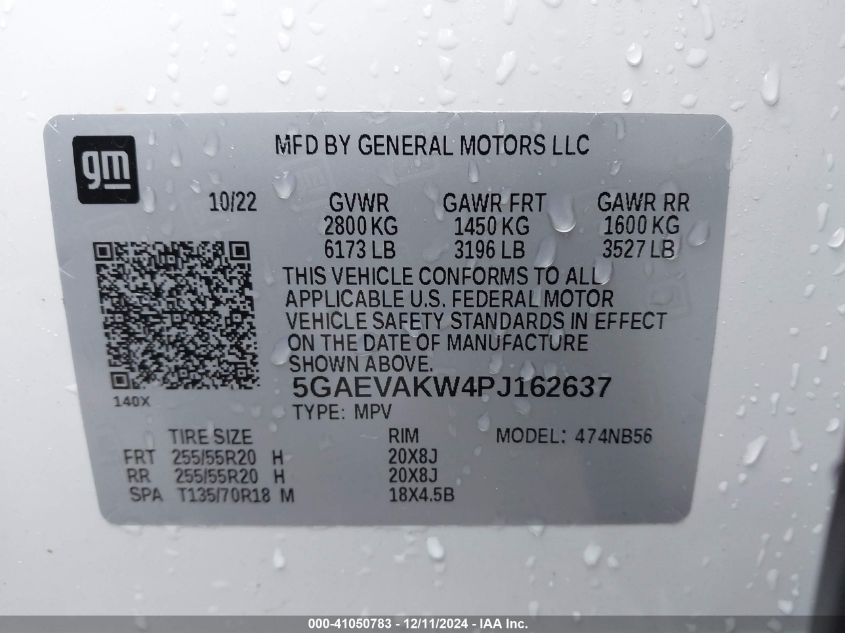 gm
MFD BY GENERAL MOTORS LLC
10/22 GVWR GAWR FRT GAWR RR
2800 KG 1450 KG 1600 KG
6173 LB 3196 LB 3527 LB
THIS VEHICLE CONFORMS TO ALL
APPLICABLE U.S. FEDERAL MOTOR
VEHICLE SAFETY STANDARDS IN EFFECT
ON THE DATE OF MANUFACTURE
SHOWN ABOVE.
5GAEVAKW4PJ162637
140X
TYPE: MPV
TIRE SIZE RIM MODEL: 474NB56
FRT 255/55R20 H 20X8J
RR 255/55R20 H 20X8J
SPA T135/70R18 M 18X4.5B
000-41050783 - 12/11/2024 - IAA Inc.